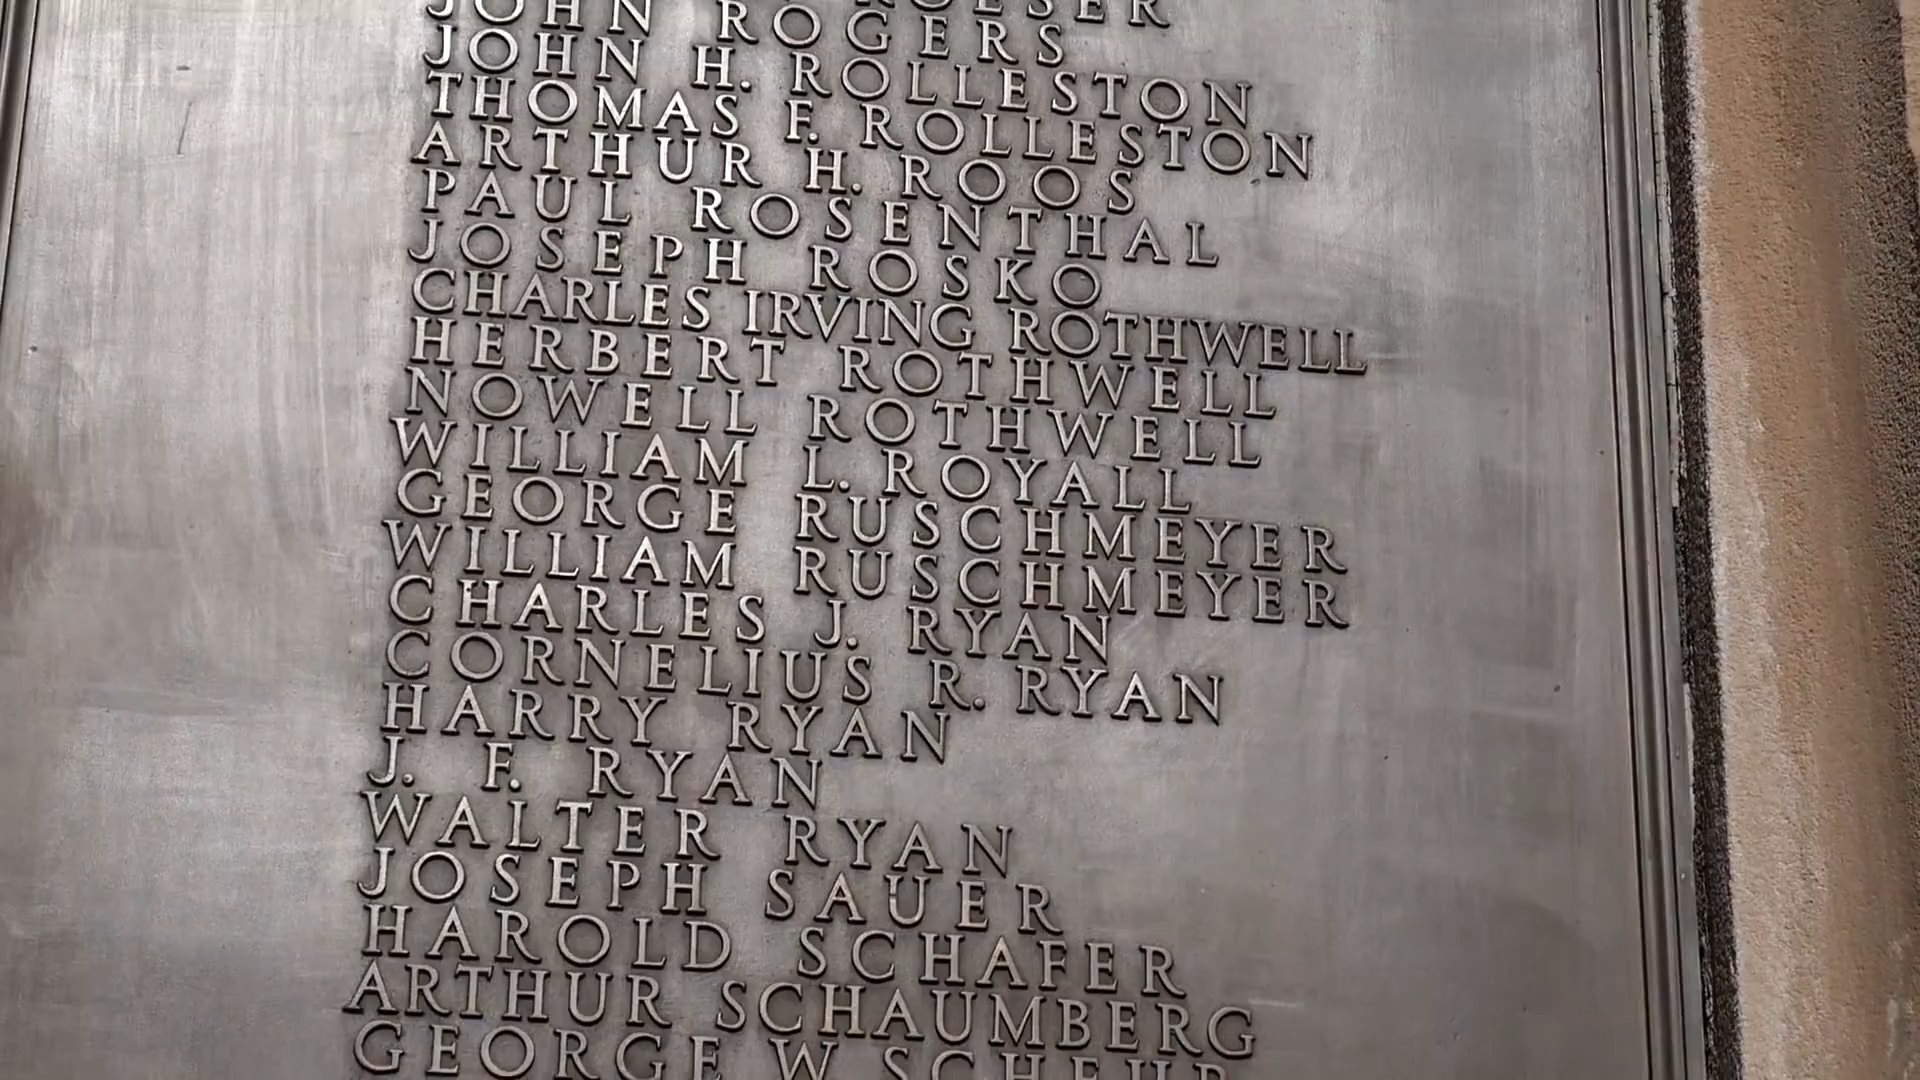 JOHN ROGERS
JOHN H. ROLLESTON
THOMAS F. ROLLESTON
ARTHUR H. ROOS
PAUL ROSENTHAL
JOSEPH ROSKO
CHARLES IRVING ROTHWELL
HERBERT ROTHWELL
NOWELL ROTHWELL
WILLIAM L. ROYALL
GEORGE RUSCHMEYER
WILLIAM RUSCHMEYER
CHARLES J. RYAN
CORNELIUS R. RYAN
HARRY RYAN
J. F. RYAN
WALTER RYAN
JOSEPH SAUER
HAROLD SCHAFER
ARTHUR SCHAUMBERG
GEORGE W